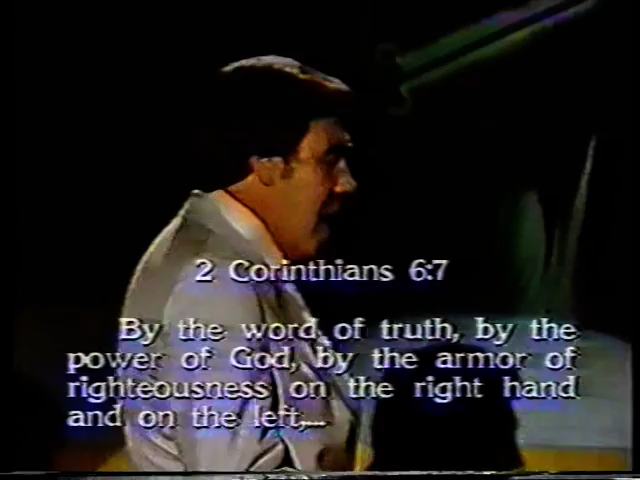 2 Corinthians 6:7
By the word of truth, by the
power of God, by the armor of
righteousness on the right hand
and on the left,...